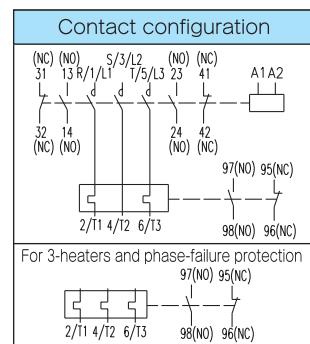 Contact configuration
(NC) (NO) S/3/L2 (NO) (NC)
31 13 R/1/L1 T/5/L3 23 41 A1 A2
32 14 24 42
(NC) (NO) (NO) (NC)
97(NO) 95(NC)
2/T1 4/T2 6/T3 98(NO) 96(NC)
For 3-heaters and phase-failure protection
97(NO) 95(NC)
2/T1 4/T2 6/T3 98(NO) 96(NC)